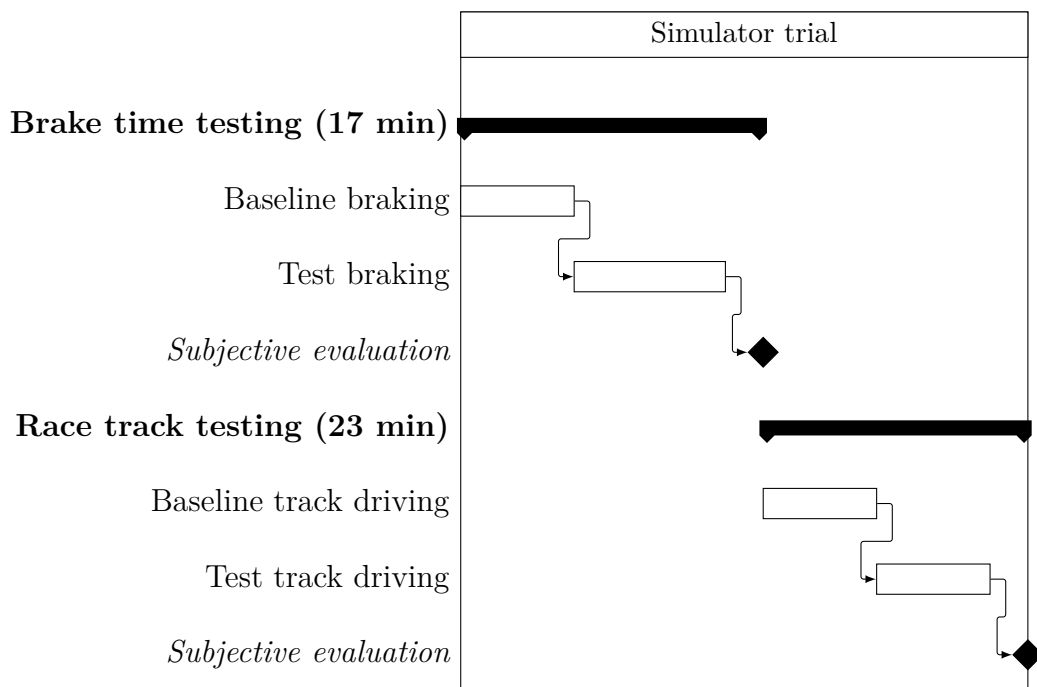 Simulator trial
Brake time testing (17 min)
Baseline braking
Test braking
Subjective evaluation
Race track testing (23 min)
Baseline track driving
Test track driving
Subjective evaluation